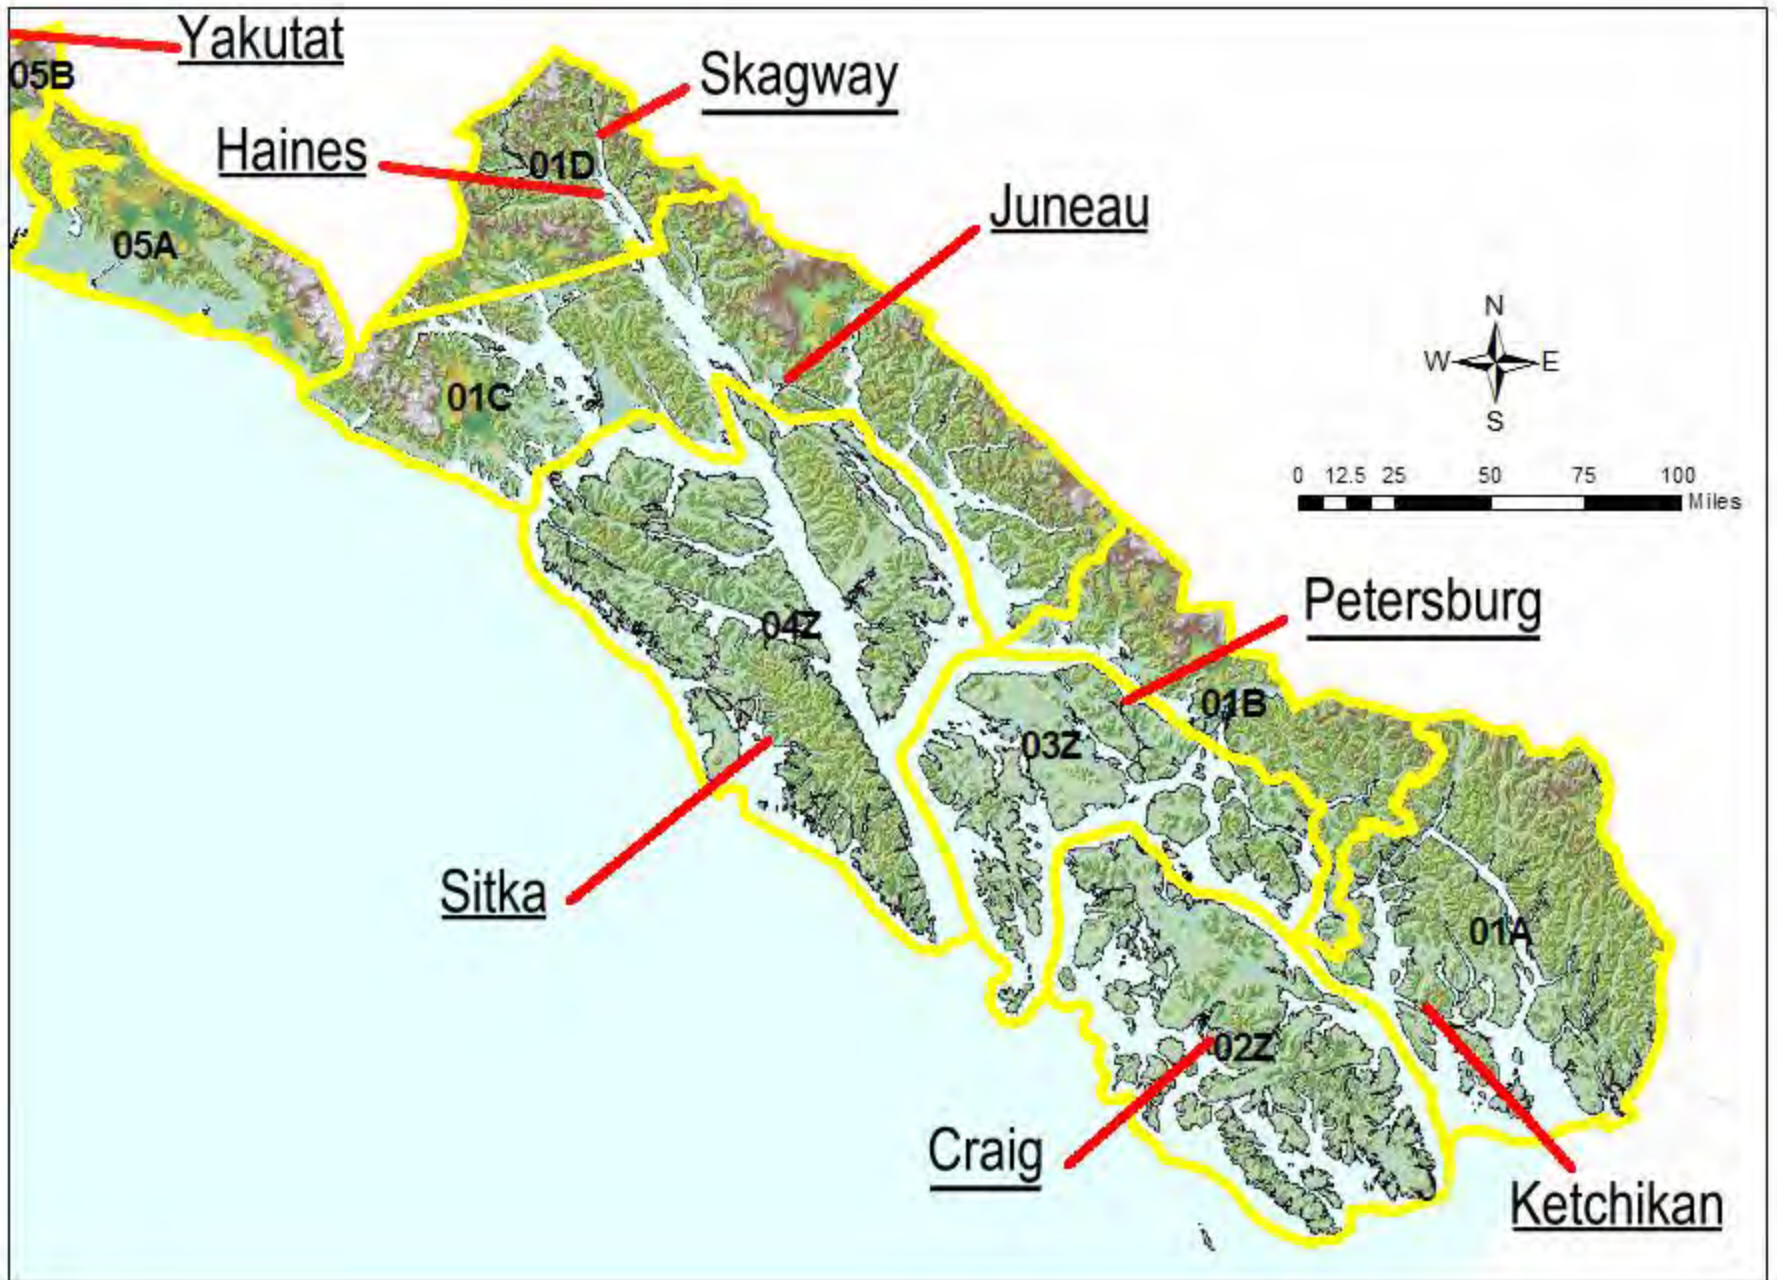 Yakutat
05B
Skagway
Haines
01D
Juneau
05A
N
W E
S
01C
0 12.5 25 50 75 100
Miles
Petersburg
04Z
01B
03Z
Sitka
01A
02Z
Craig
Ketchikan